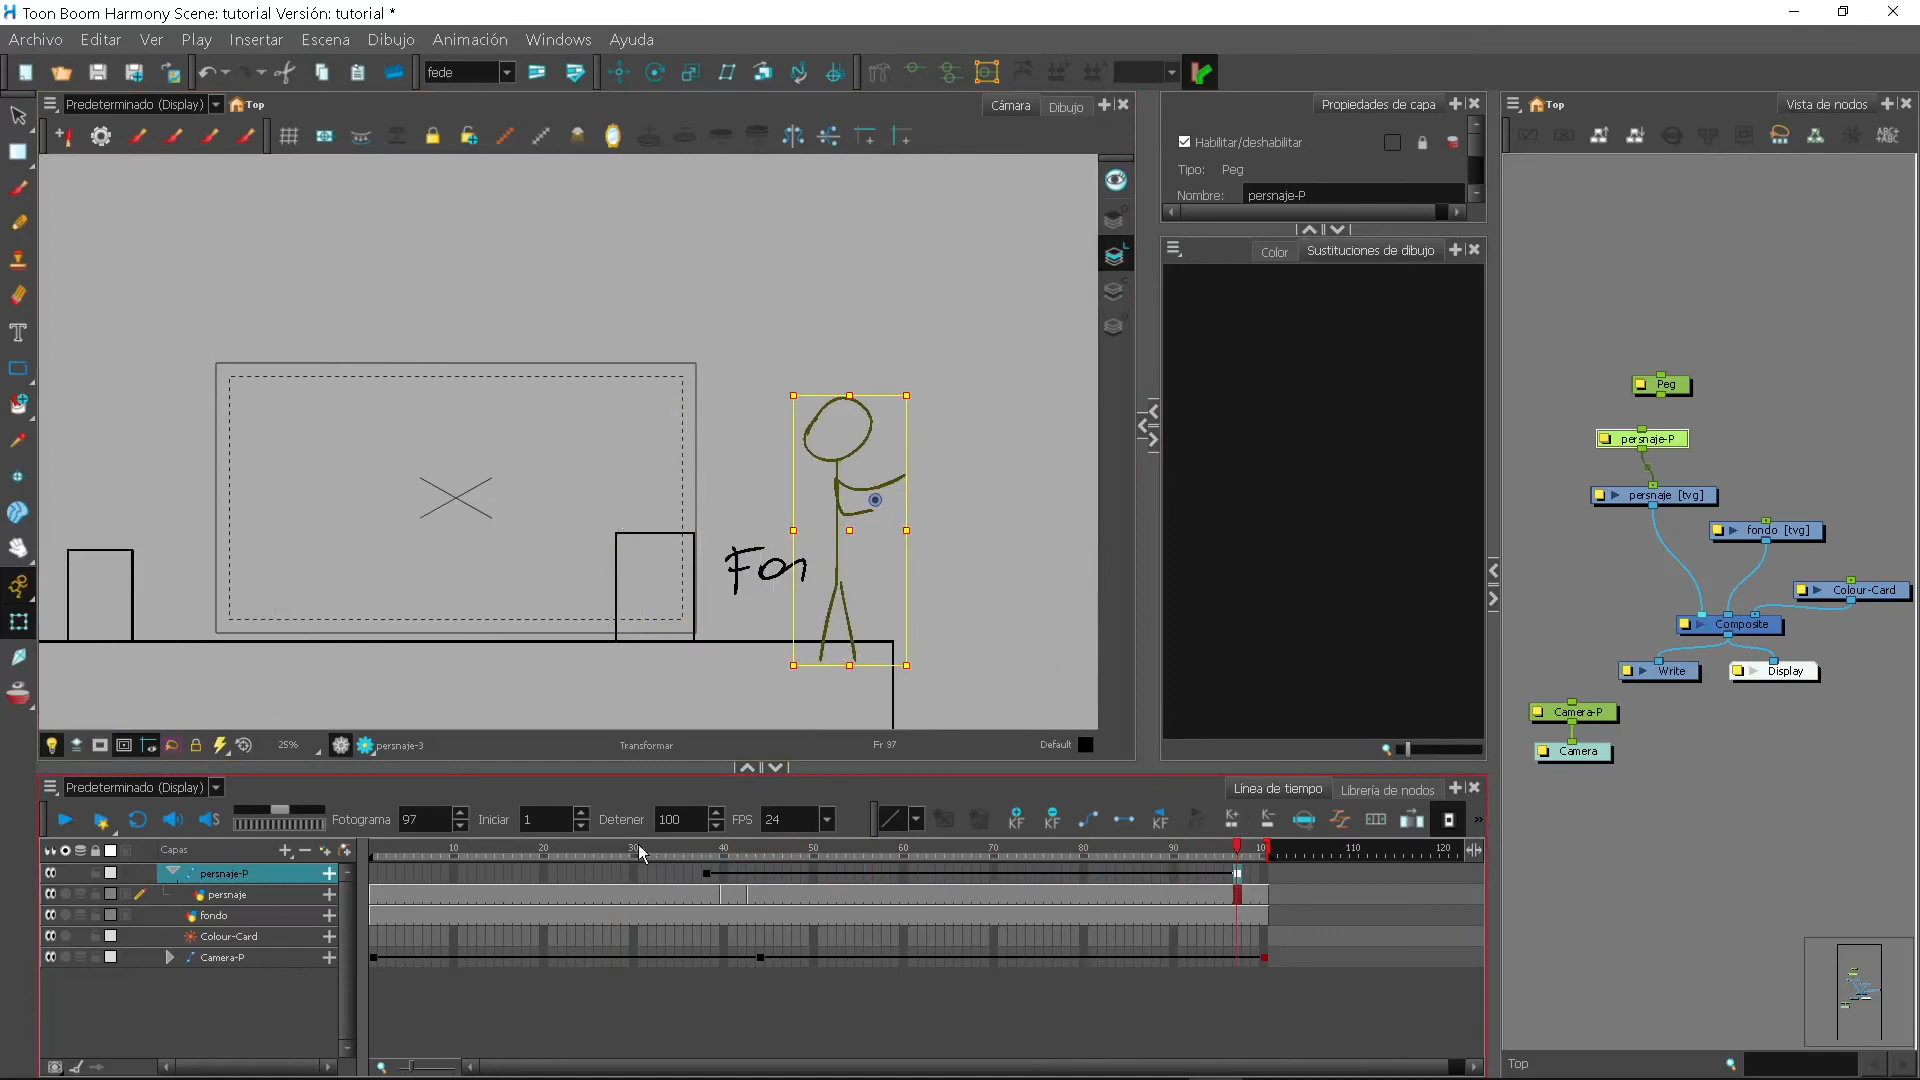 Toon Boom Harmony Scene: tutorial Versión: tutorial *
Archivo Editar Ver Play Insertar Escena Dibujo Animación Windows Ayuda
fede
Predeterminado (Display) Top Cámara Dibujo
Propiedades de capa
Habilitar/deshabilitar
Tipo: Peg
Nombre: persnaje-P
Color Sustituciones de dibujo
Top Vista de nodos
ABC+
Peg
persnaje-P
persnaje [tvg]
fondo [tvg]
Colour-Card
Composite
Write Display
Camera-P
Camera
For
25% persnaje-3 Transformar Fr 97 Default
Predeterminado (Display) Línea de tiempo Librería de nodos
Fotograma 97 Iniciar 1 Detener 100 FPS 24
KF KF KF K+ K-
Capas 10 20 30 40 50 60 70 80 90 10 110 120
persnaje-P
persnaje
fondo
Colour-Card
Camera-P
Top